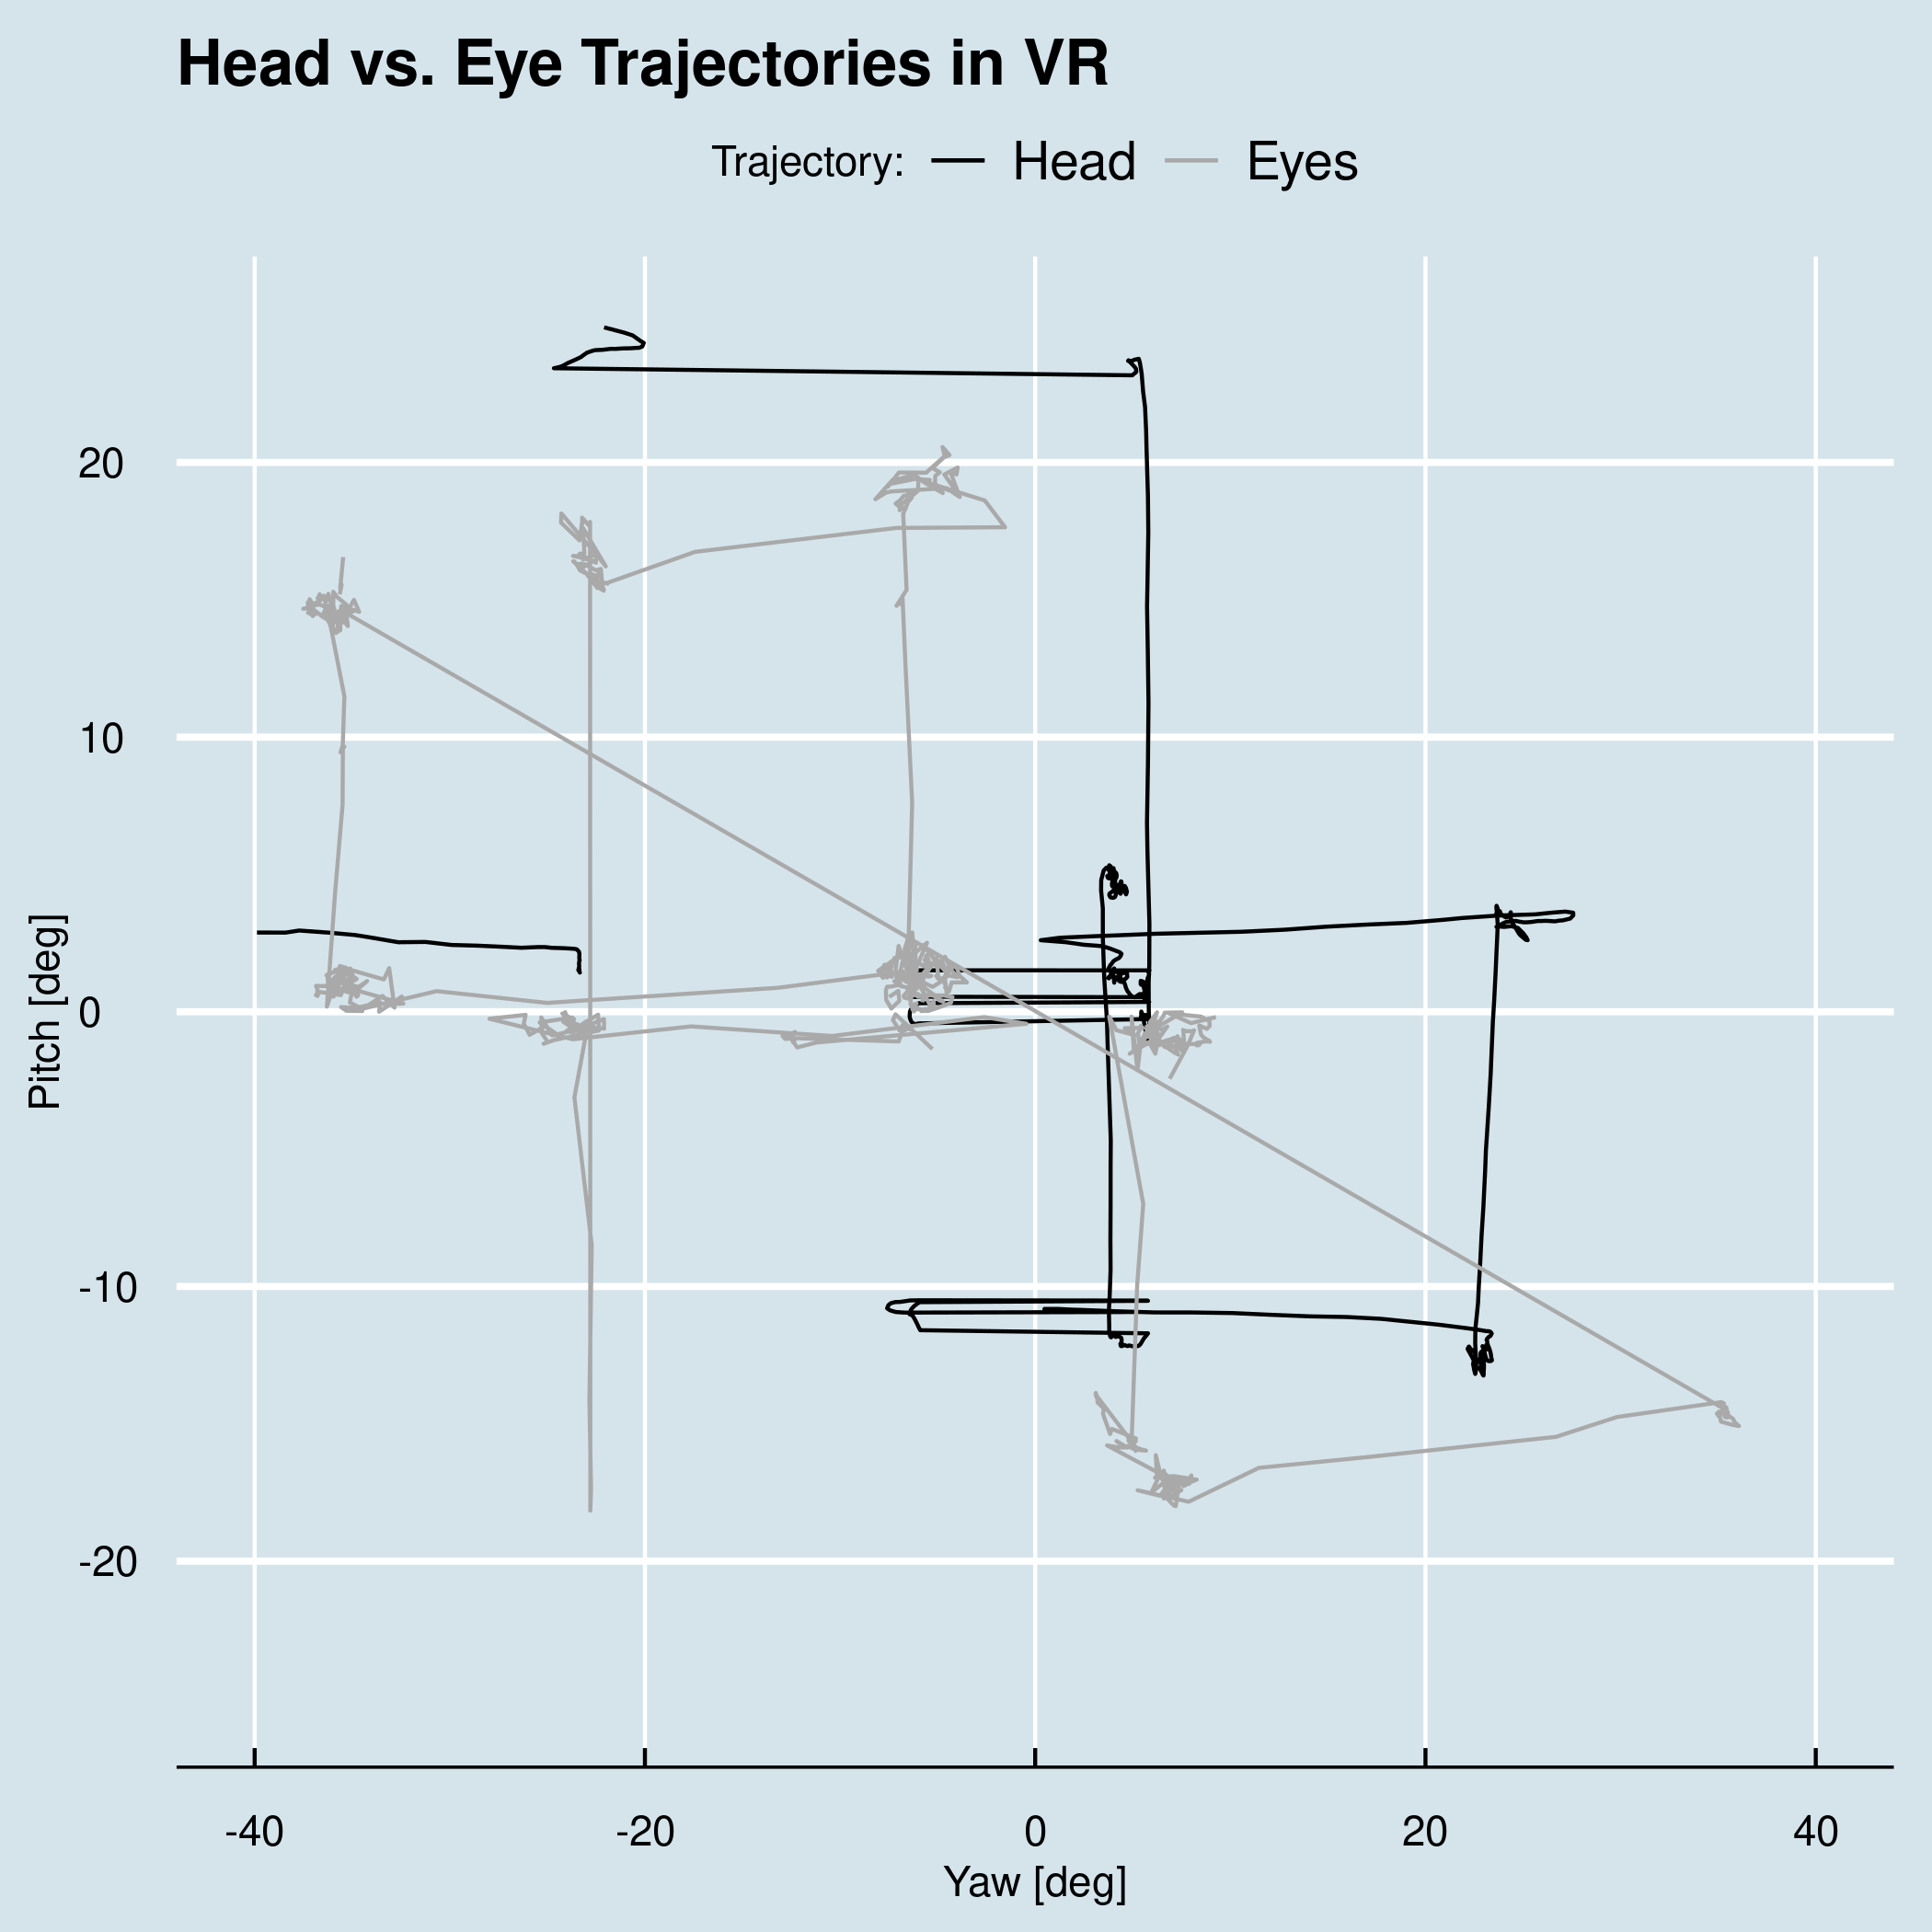 Head vs. Eye Trajectories in VR
Trajectory: Head Eyes
20
10
0
-10
-20
Pitch [deg]
-40 -20 0 20 40
Yaw [deg]